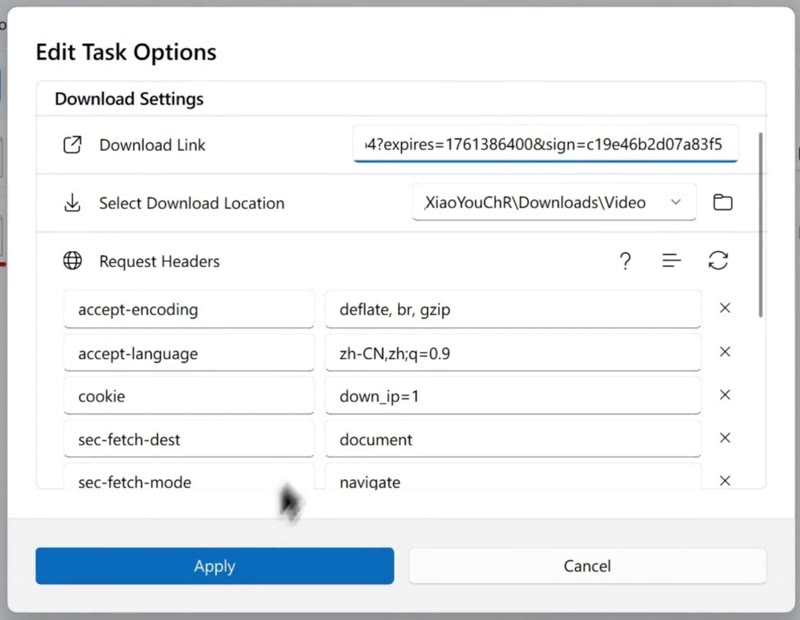 Edit Task Options
Download Settings
Download Link
4?expires=1761386400&sign=c19e46b2d07a83f5
Select Download Location
XiaoYouChR\Downloads\Video
Request Headers
?
accept-encoding deflate, br, gzip
accept-language zh-CN,zh;q=0.9
cookie down_ip=1
sec-fetch-dest document
sec-fetch-mode navigate
Apply Cancel